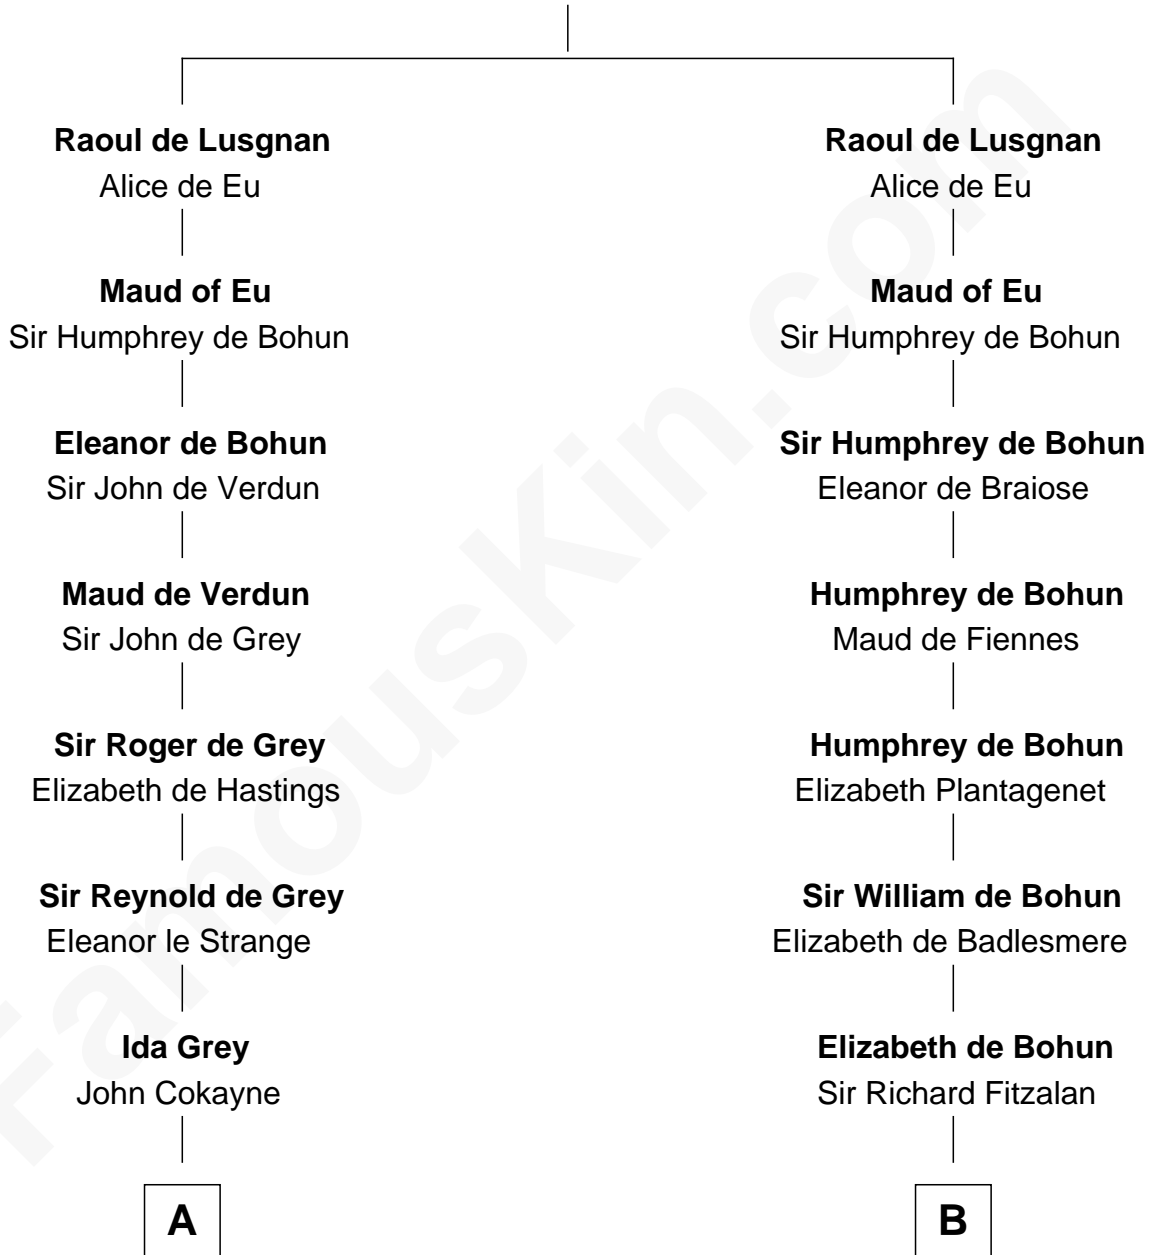 Raoul de Lusgnan
Alice de Eu
Maud of Eu
Sir Humphrey de Bohun
Eleanor de Bohun
Sir John de Verdun
Maud de Verdun
Sir John de Grey
Sir Roger de Grey
Elizabeth de Hastings
Sir Reynold de Grey
Eleanor le Strange
Ida Grey
John Cokayne
A
Raoul de Lusgnan
Alice de Eu
Maud of Eu
Sir Humphrey de Bohun
Sir Humphrey de Bohun
Eleanor de Braiose
Humphrey de Bohun
Maud de Fiennes
Humphrey de Bohun
Elizabeth Plantagenet
Sir William de Bohun
Elizabeth de Badlesmere
Elizabeth de Bohun
Sir Richard Fitzalan
B
FamousKin.com